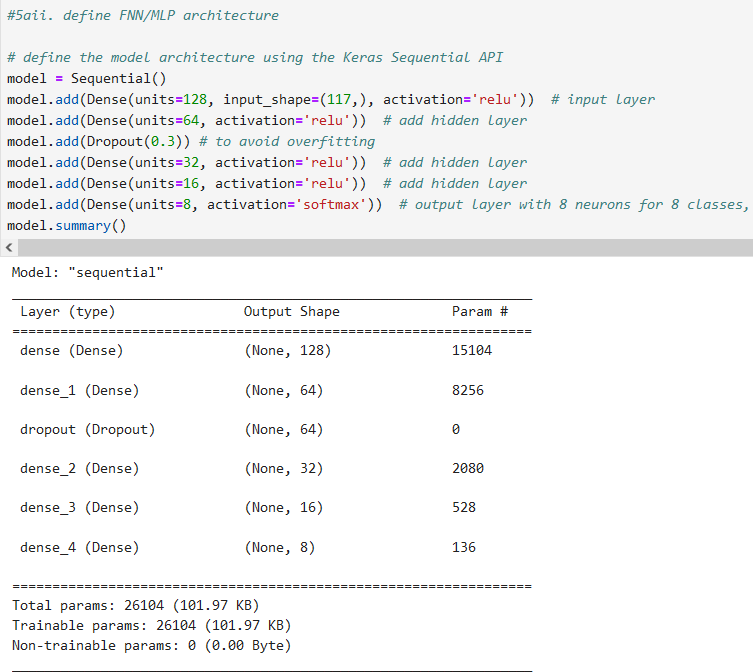 #5aii. define FNN/MLP architecture
# define the model architecture using the Keras Sequential API
model = Sequential()
model.add(Dense(units=128, input_shape=(117,), activation='relu'))  # input layer
model.add(Dense(units=64, activation='relu'))  # add hidden layer
model.add(Dropout(0.3)) # to avoid overfitting
model.add(Dense(units=32, activation='relu'))  # add hidden layer
model.add(Dense(units=16, activation='relu'))  # add hidden layer
model.add(Dense(units=8, activation='softmax'))  # output layer with 8 neurons for 8 classes,
model.summary()
Model: "sequential"
Layer (type) Output Shape Param #
=================================================================
dense (Dense) (None, 128) 15104
dense_1 (Dense) (None, 64) 8256
dropout (Dropout) (None, 64) 0
dense_2 (Dense) (None, 32) 2080
dense_3 (Dense) (None, 16) 528
dense_4 (Dense) (None, 8) 136
=================================================================
Total params: 26104 (101.97 KB)
Trainable params: 26104 (101.97 KB)
Non-trainable params: 0 (0.00 Byte)